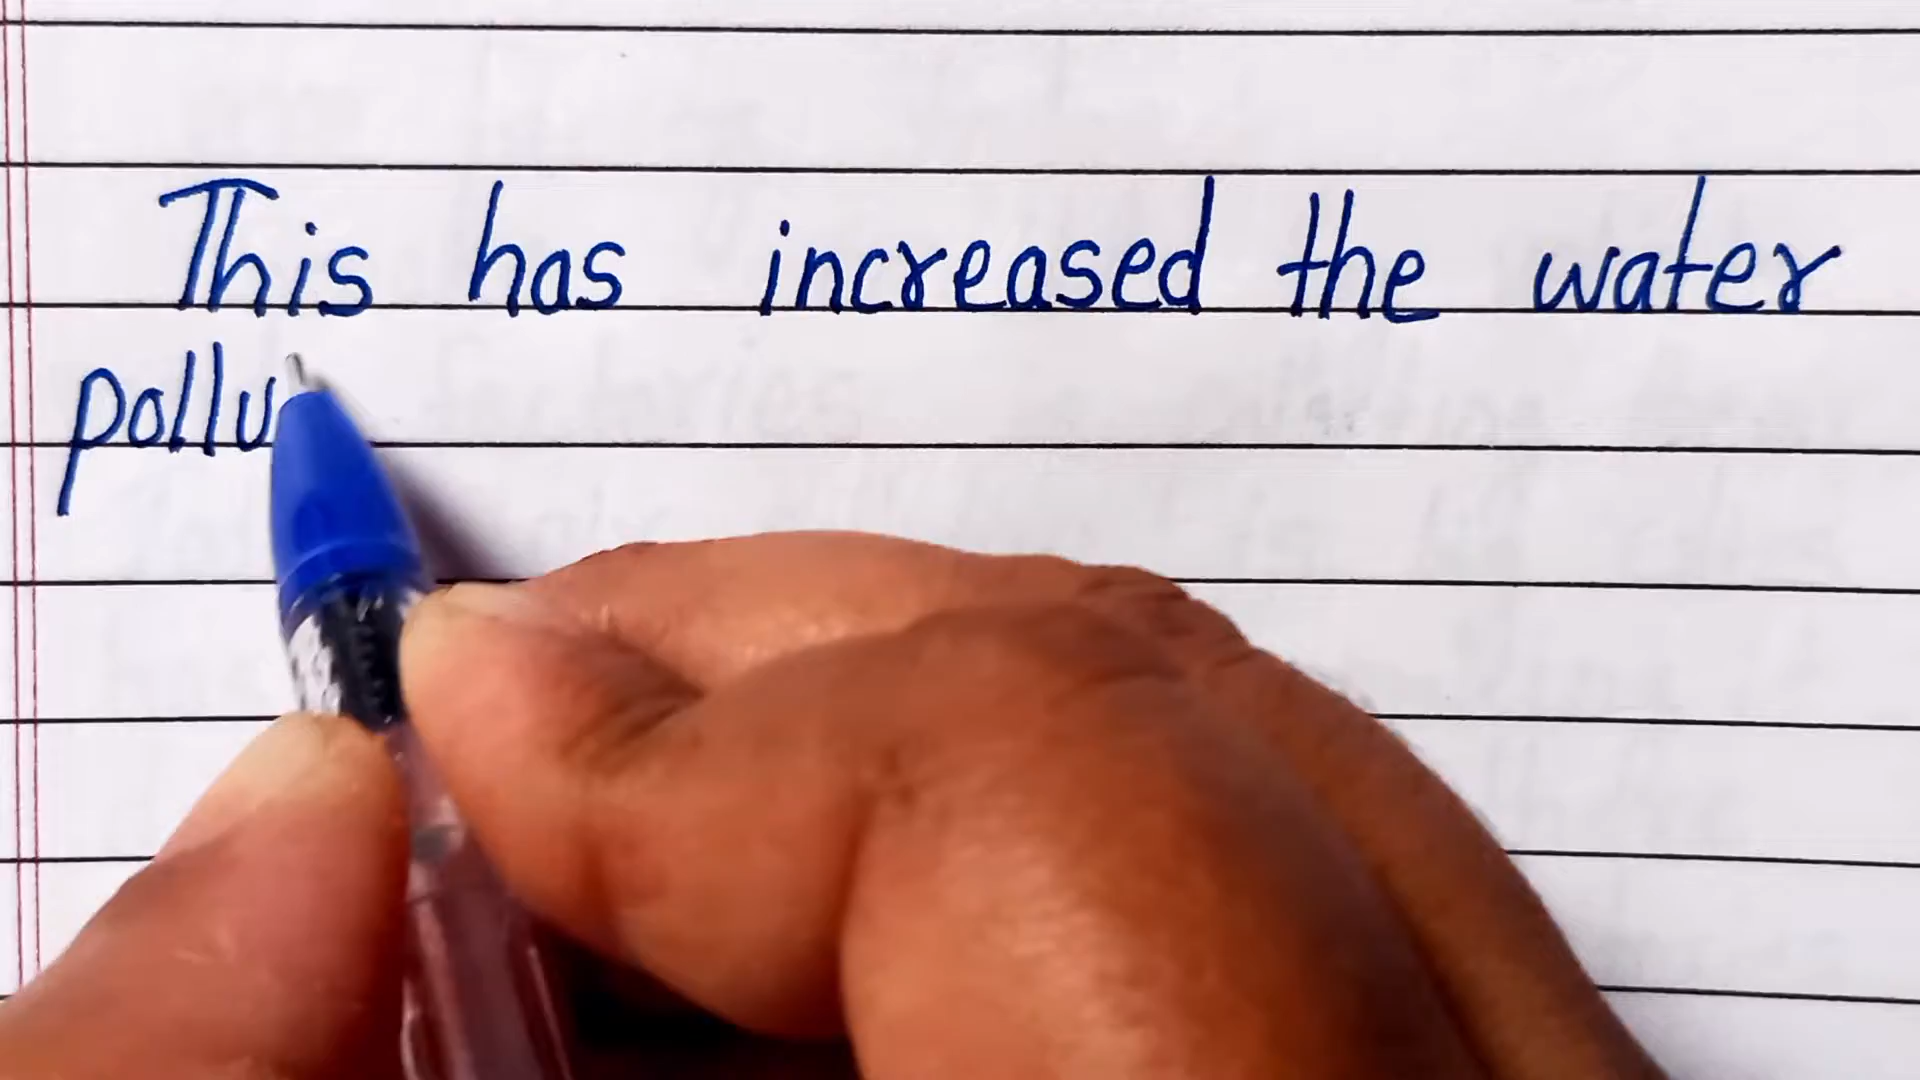 This has increased the water
pollu